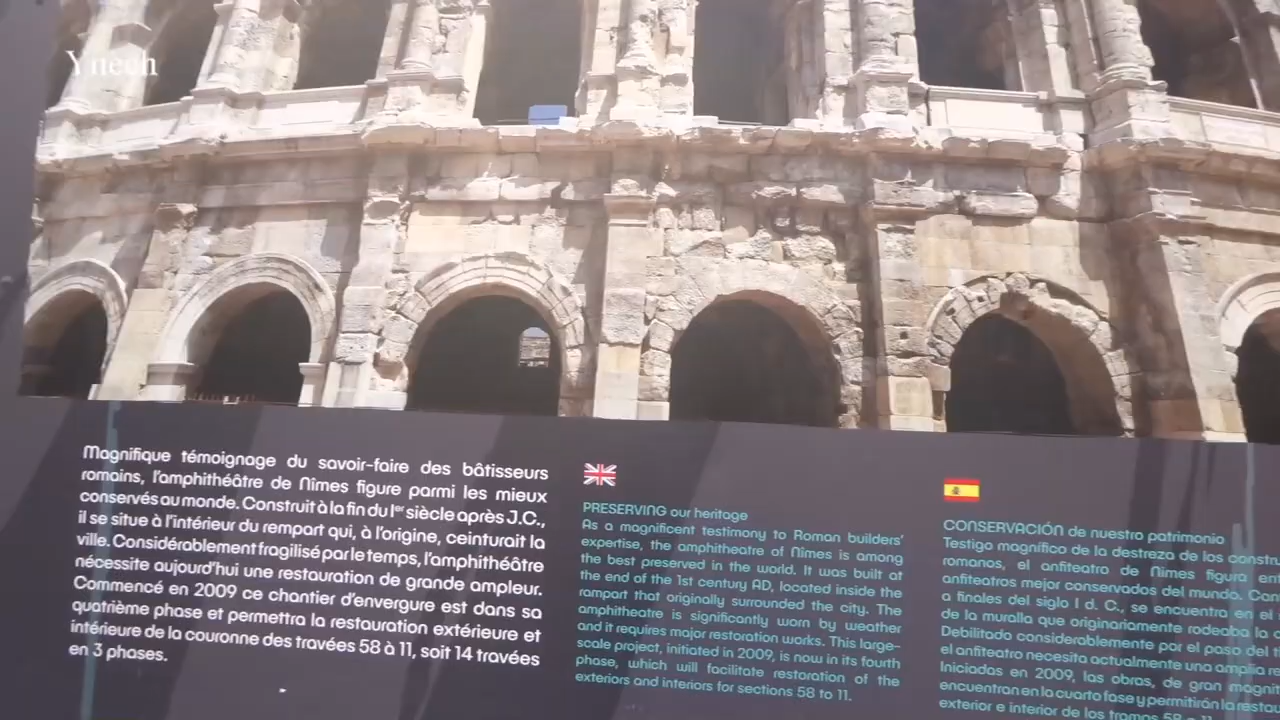 Y nech
Magnifique témoignage du savoir-faire des bâtisseurs
romains, l'amphithéâtre de Nîmes figure parmi les mieux
conservés au monde. Construit à la fin du Ier siècle après J.C.,
il se situe à l'intérieur du rempart qui, à l'origine, ceinturait la
ville. Considérablement fragilisé par le temps, l'amphithéâtre
nécessite aujourd'hui une restauration de grande ampleur.
Commencé en 2009 ce chantier d'envergure est dans sa
quatrième phase et permettra la restauration extérieure et
intérieure de la couronne des travées 58 à 11, soit 14 travées
en 3 phases.
PRESERVING our heritage
As a magnificent testimony to Roman builders'
expertise, the amphitheatre of Nîmes is among
the best preserved in the world. It was built at
the end of the 1st century AD, located inside the
rampart that originally surrounded the city. The
amphitheatre is significantly worn by weather
and it requires major restoration works. This large-
scale project, initiated in 2009, is now in its fourth
phase, which will facilitate restoration of the
exteriors and interiors for sections 58 to 11.
CONSERVACIÓN de nuestro patrimonio
Testigo magnífico de la destreza de los constr
romanos, el anfiteatro de Nimes figura ent
anfiteatros mejor conservados del mundo. Con
a finales del siglo I d. C., se encuentra en el
de la muralla que originariamente rodeaba la
Debilitado considerablemente por el paso del ti
el anfiteatro necesita actualmente una amplia re
Iniciadas en 2009, las obras, de gran magnit
encuentran en la cuarta fase y permitirán la restau
exterior e interior de los tramos 58